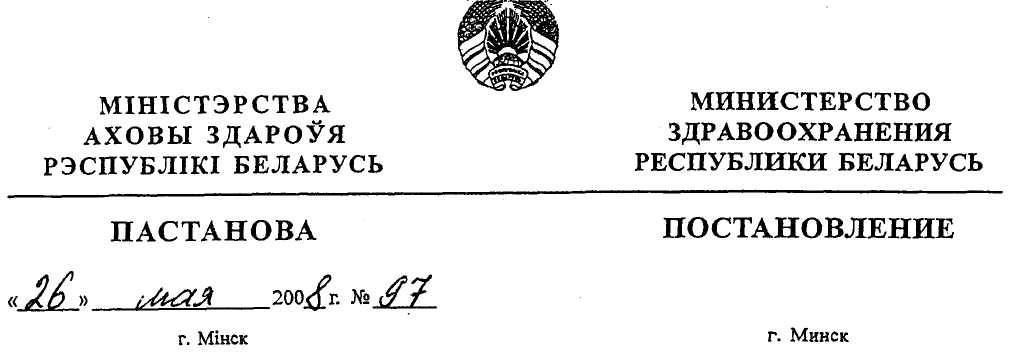 МІНІСТЭРСТВА
АХОВЫ ЗДАРОЎЯ
РЭСПУБЛІКІ БЕЛАРУСЬ
МИНИСТЕРСТВО
ЗДРАВООХРАНЕНИЯ
РЕСПУБЛИКИ БЕЛАРУСЬ
ПАСТАНОВА
ПОСТАНОВЛЕНИЕ
«26» мая 2008 г. № 97
г. Мінск
г. Минск